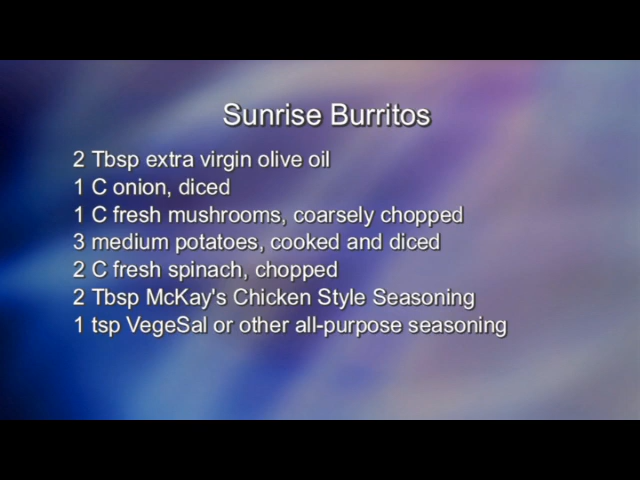 Sunrise Burritos
2 Tbsp extra virgin olive oil
1 C onion, diced
1 C fresh mushrooms, coarsely chopped
3 medium potatoes, cooked and diced
2 C fresh spinach, chopped
2 Tbsp McKay's Chicken Style Seasoning
1 tsp VegeSal or other all-purpose seasoning